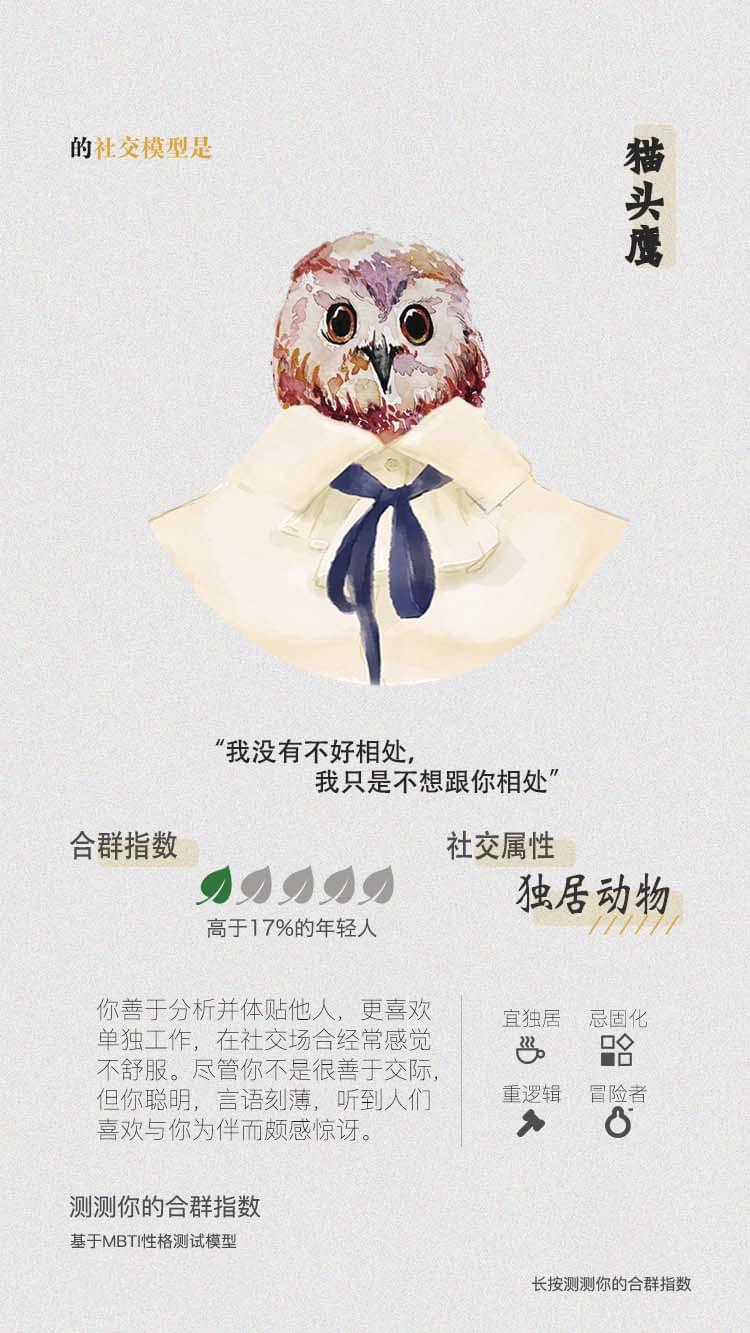 的社交模型是
猫头鹰
“我没有不好相处，
我只是不想跟你相处”
合群指数
高于17%的年轻人
社交属性
独居动物
你善于分析并体贴他人，更喜欢
单独工作，在社交场合经常感觉
不舒服。尽管你不是很善于交际，
但你聪明，言语刻薄，听到人们
喜欢与你为伴而颇感惊讶。
宜独居
忌固化
重逻辑
冒险者
测测你的合群指数
基于MBTI性格测试模型
长按测测你的合群指数